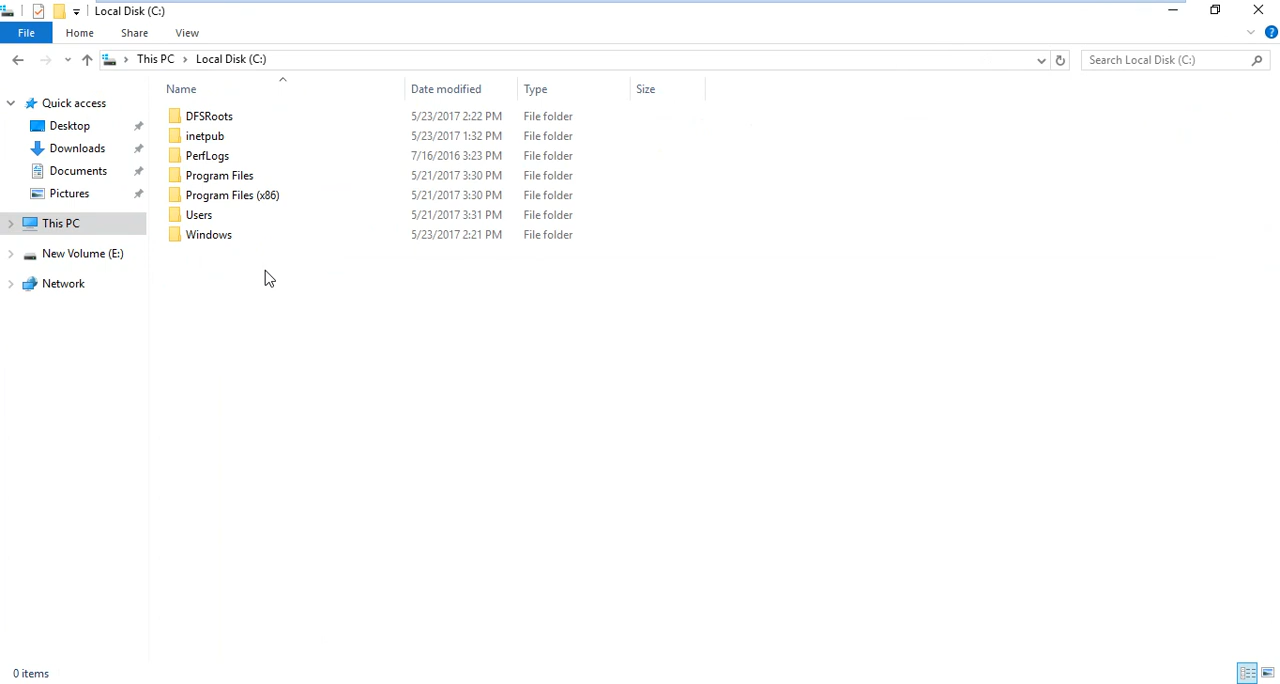 Local Disk (C:)
File Home Share View
This PC Local Disk (C:) Search Local Disk (C:)
Name Date modified Type Size
Quick access
Desktop
Downloads
Documents
Pictures
This PC
New Volume (E:)
Network
DFSRoots 5/23/2017 2:22 PM File folder
inetpub 5/23/2017 1:32 PM File folder
PerfLogs 7/16/2016 3:23 PM File folder
Program Files 5/21/2017 3:30 PM File folder
Program Files (x86) 5/21/2017 3:30 PM File folder
Users 5/21/2017 3:31 PM File folder
Windows 5/23/2017 2:21 PM File folder
0 items